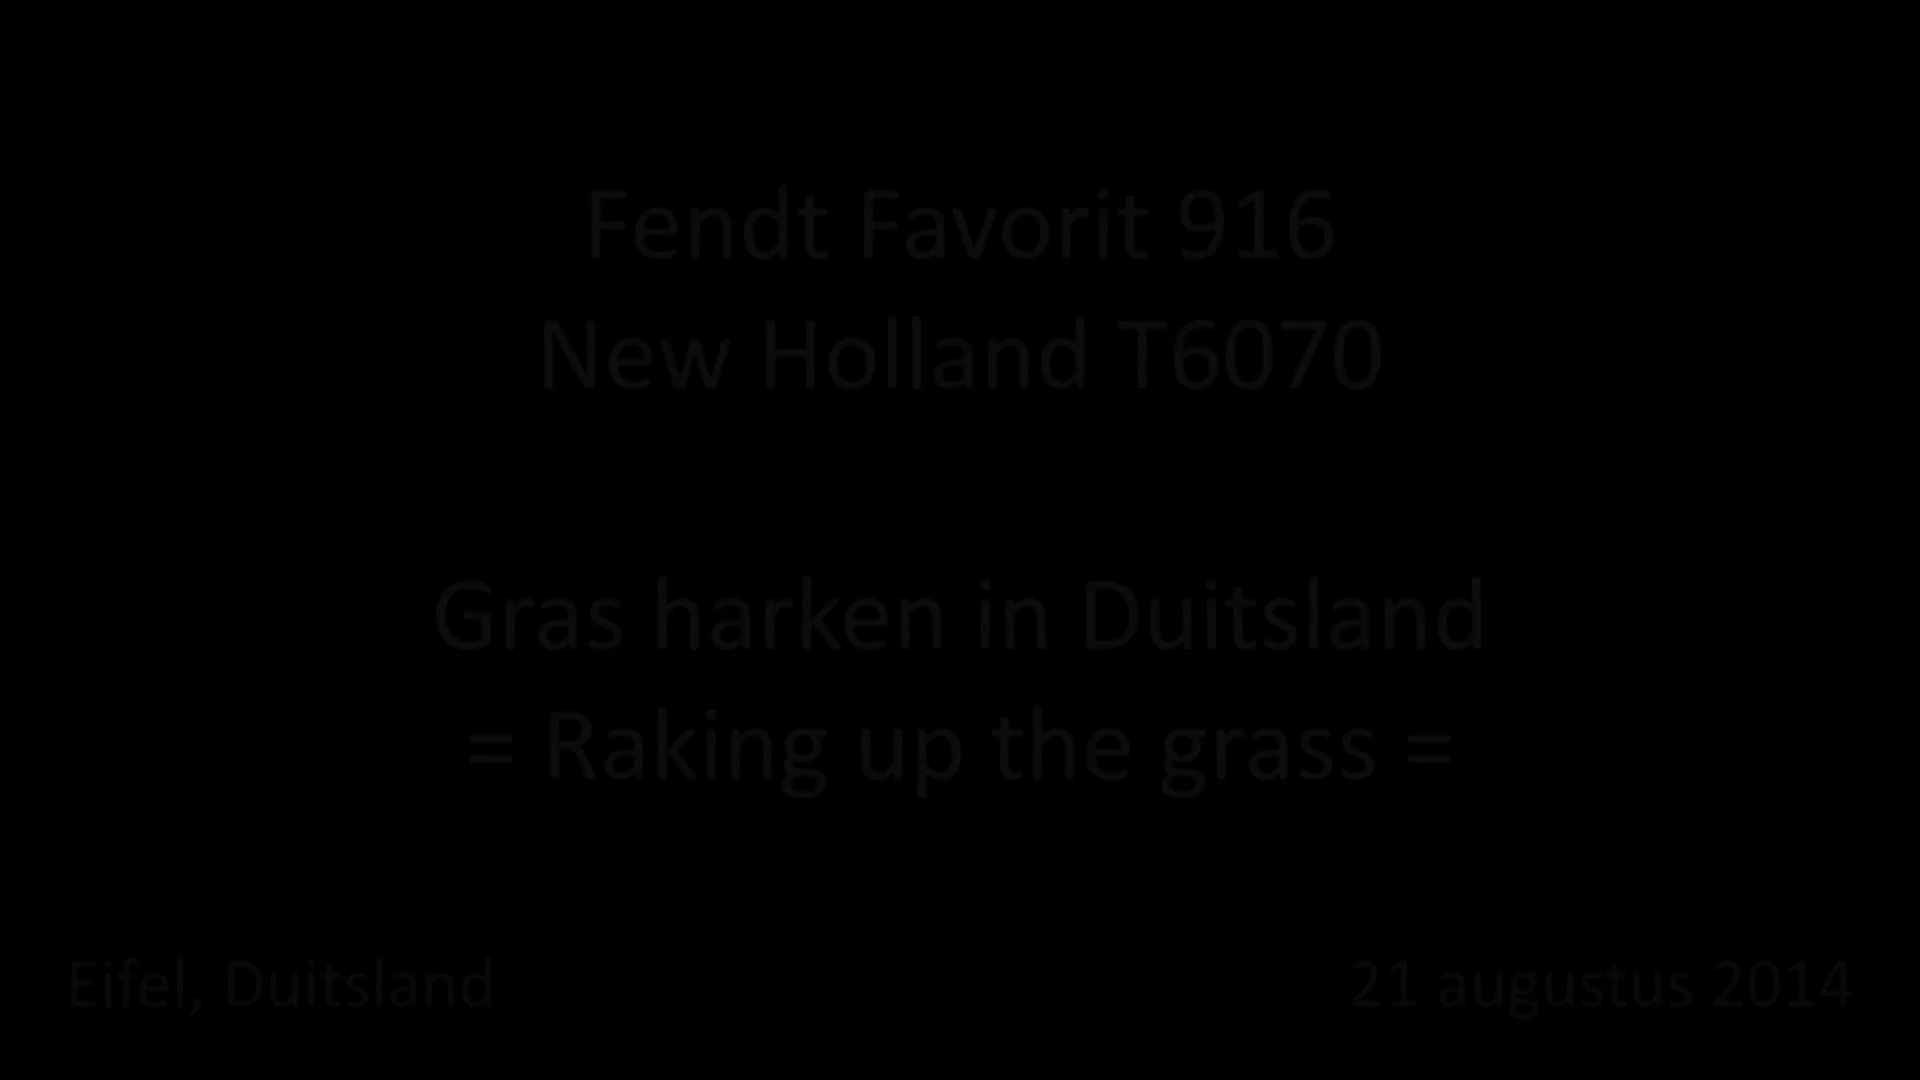 Fendt Favorit 916
New Holland T6070
Gras harken in Duitsland
= Raking up the grass =
Eifel, Duitsland
21 augustus 2014